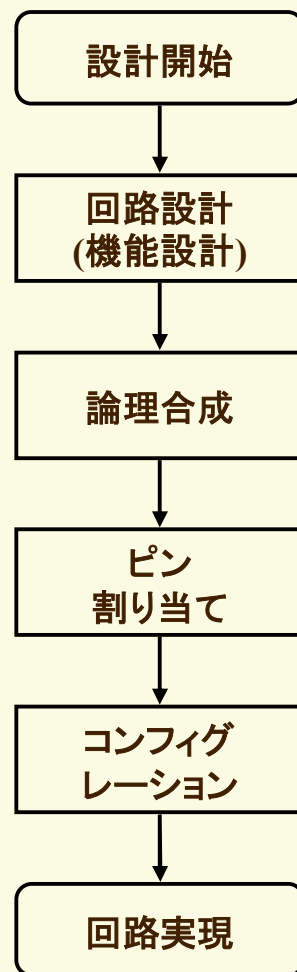 設計開始
回路設計
(機能設計)
論理合成
ピン
割り当て
コンフィグ
レーション
回路実現